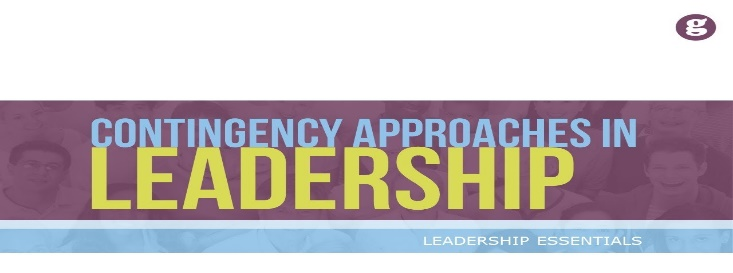 g
CONTINGENCY APPROACHES IN
LEADERSHIP
LEADERSHIP ESSENTIALS